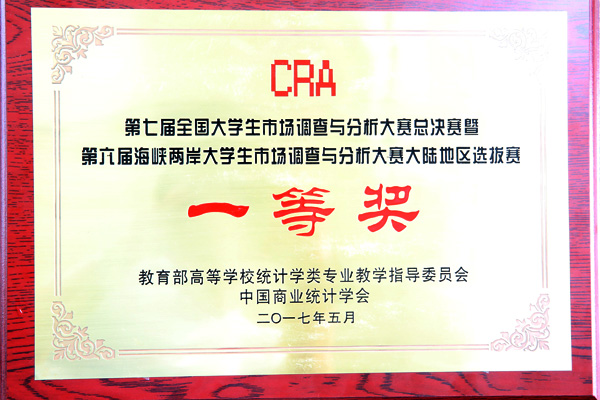 CRA
第七届全国大学生市场调查与分析大赛总决赛暨
第六届海峡两岸大学生市场调查与分析大赛大陆地区选拔赛
一等奖
教育部高等学校统计学类专业教学指导委员会
中国商业统计学会
二〇一七年五月